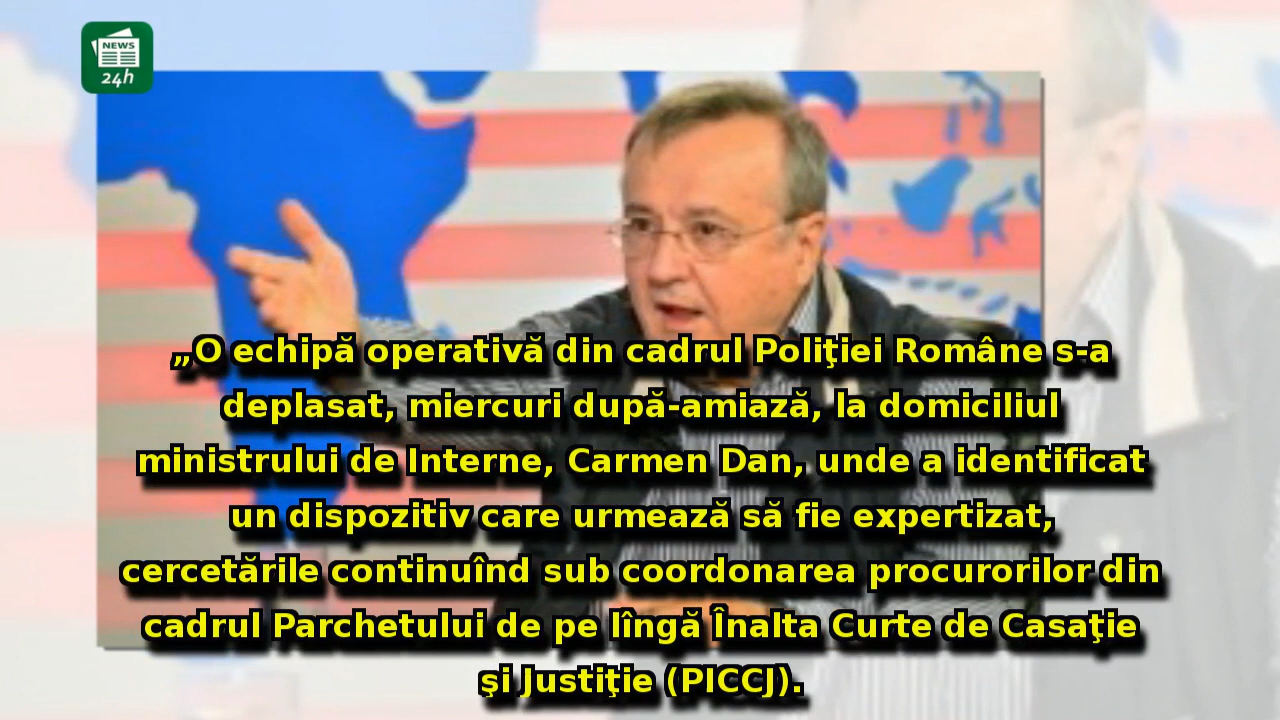 NEWS
24h
„O echipă operativă din cadrul Poliţiei Române s-a
deplasat, miercuri după-amiază, la domiciliul
ministrului de Interne, Carmen Dan, unde a identificat
un dispozitiv care urmează să fie expertizat,
cercetările continuînd sub coordonarea procurorilor din
cadrul Parchetului de pe lîngă Înalta Curte de Casaţie
şi Justiţie (PICCJ).